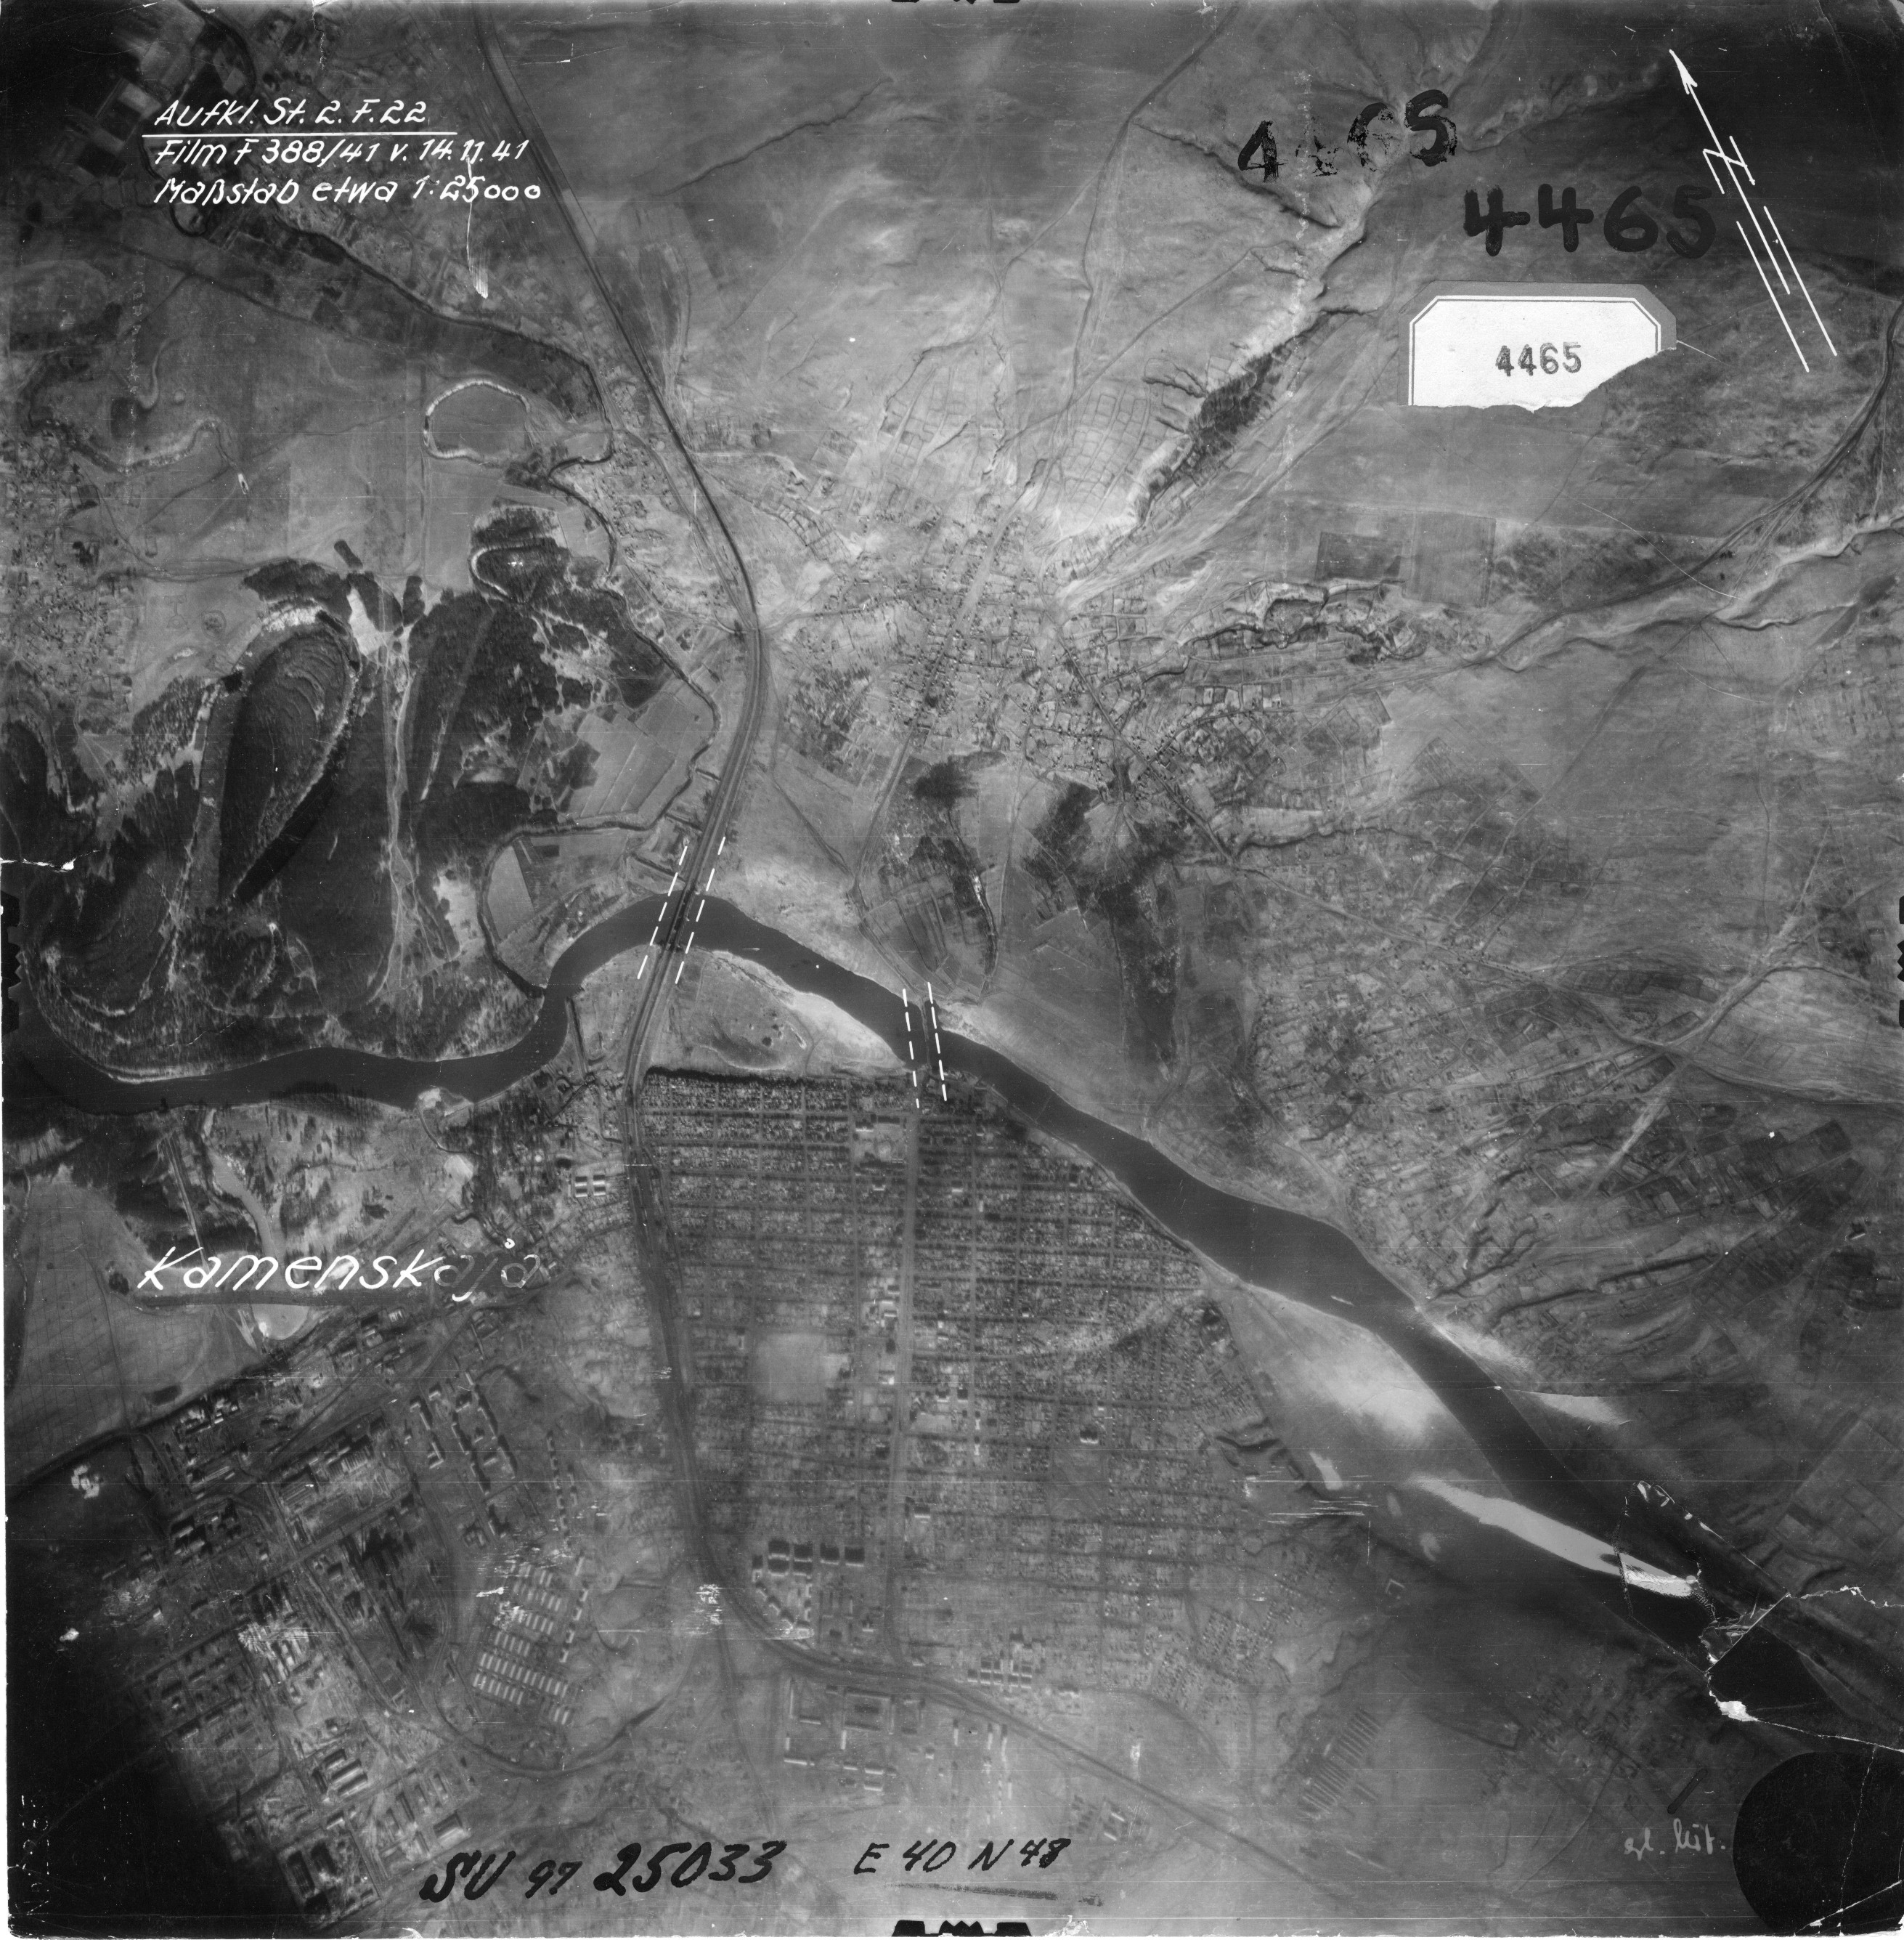 Aufkl. St. 2. F. 22
Film F 388/41 v. 14.11.41
Maßstab etwa 1:25000
4465
4465
4465
N
Kamenskaja
SU 97 25033 E 40 N 48